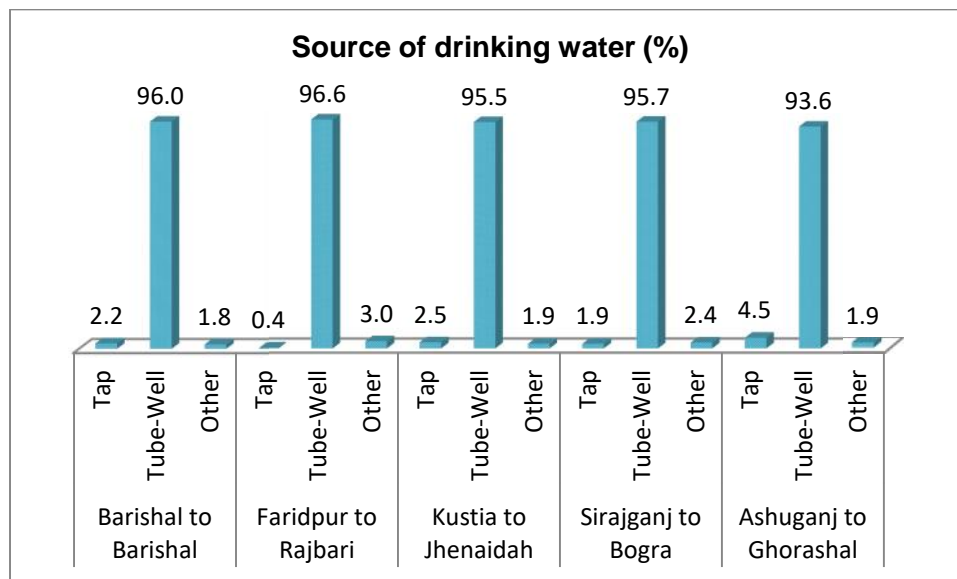 Source of drinking water (%)
96.0 96.6 95.5 95.7 93.6
2.2 1.8 0.4 3.0 2.5 1.9 1.9 2.4 4.5 1.9
Tap Tube-Well Other Tap Tube-Well Other Tap Tube-Well Other Tap Tube-Well Other Tap Tube-Well Other
Barishal to Faridpur to Kustia to Sirajganj to Ashuganj to
Barishal Rajbari Jhenaidah Bogra Ghorashal